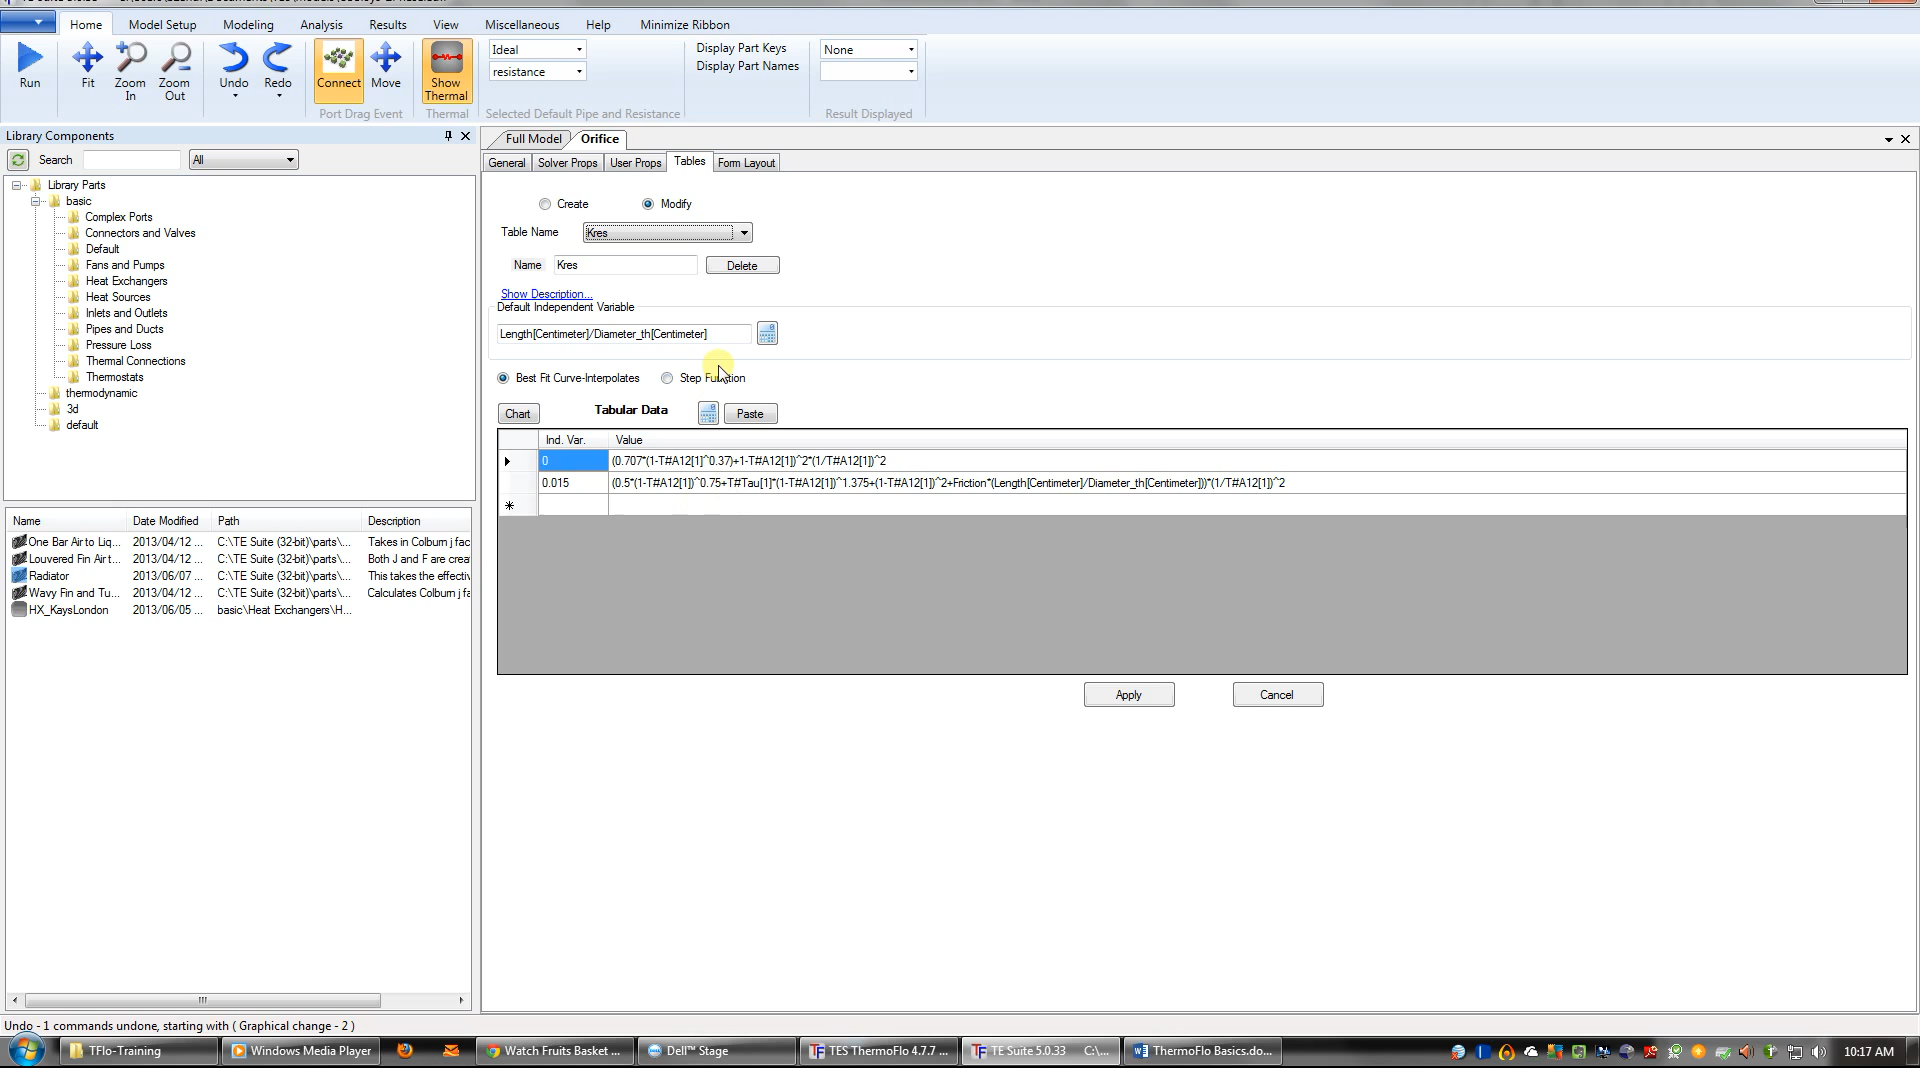 Home Model Setup Modeling Analysis Results View Miscellaneous Help Minimize Ribbon
Run Fit Zoom In Zoom Out Undo Redo Connect Move Show Thermal
Ideal
resistance
Display Part Keys
Display Part Names
None
Port Drag Event Thermal Selected Default Pipe and Resistance Result Displayed
Library Components
Search All
Library Parts
basic
Complex Ports
Connectors and Valves
Default
Fans and Pumps
Heat Exchangers
Heat Sources
Inlets and Outlets
Pipes and Ducts
Pressure Loss
Thermal Connections
Thermostats
thermodynamic
3d
default
Name Date Modified Path Description
One Bar Air to Liq... 2013/04/12 ... C:\TE Suite (32-bit)\parts\... Takes in Colburn j fac
Louvered Fin Air t... 2013/04/12 ... C:\TE Suite (32-bit)\parts\... Both J and F are crea
Radiator 2013/06/07 ... C:\TE Suite (32-bit)\parts\... This takes the effectiv
Wavy Fin and Tu... 2013/04/12 ... C:\TE Suite (32-bit)\parts\... Calculates Colburn j fa
HX_KaysLondon 2013/06/05 ... basic\Heat Exchangers\H...
Full Model Orifice
General Solver Props User Props Tables Form Layout
Create Modify
Table Name Kres
Name Kres Delete
Show Description...
Default Independent Variable
Length[Centimeter]/Diameter_th[Centimeter]
Best Fit Curve-Interpolates Step Function
Chart Tabular Data Paste
Ind. Var. Value
0 (0.707*(1-T#A12[1]^0.37)+1-T#A12[1])^2*(1/T#A12[1])^2
0.015 (0.5*(1-T#A12[1])^0.75+T#Tau[1]*(1-T#A12[1])^1.375+(1-T#A12[1])^2+Friction*(Length[Centimeter]/Diameter_th[Centimeter]))*(1/T#A12[1])^2
Apply Cancel
Undo - 1 commands undone, starting with ( Graphical change - 2 )
TFlo-Training Windows Media Player Watch Fruits Basket ... Dell™ Stage TES ThermoFlo 4.7.7 ... TE Suite 5.0.33 C:\... ThermoFlo Basics.do... 10:17 AM